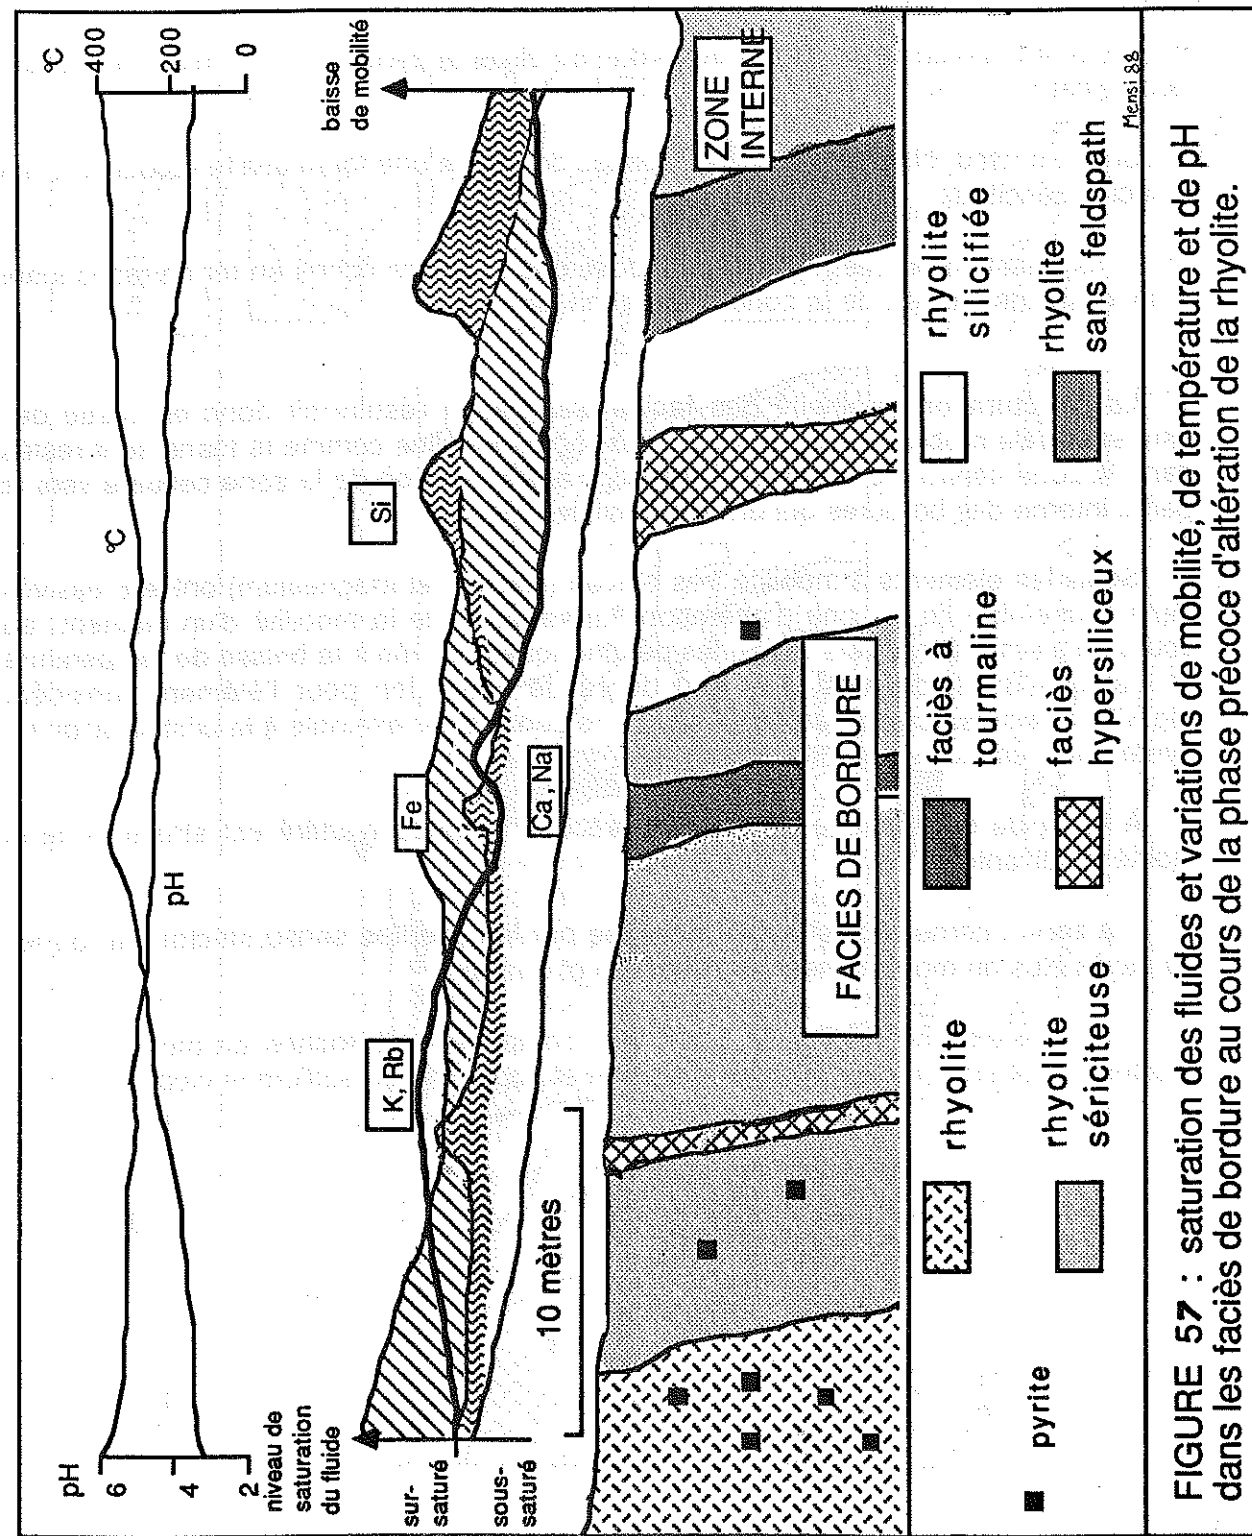 °C
400
200
0
pH
6
4
2
°C
pH
baisse
de mobilité
niveau de
saturation
du fluide
sur-
saturé
sous-
saturé
K, Rb
Fe
Si
Ca, Na
10 mètres
ZONE
INTERNE
FACIES DE BORDURE
pyrite
rhyolite
rhyolite
sériciteuse
faciès à
tourmaline
faciès
hypersiliceux
rhyolite
silicifiée
rhyolite
sans feldspath
Mensi 88
FIGURE 57 : saturation des fluides et variations de mobilité, de température et de pH
dans les faciès de bordure au cours de la phase précoce d'altération de la rhyolite.